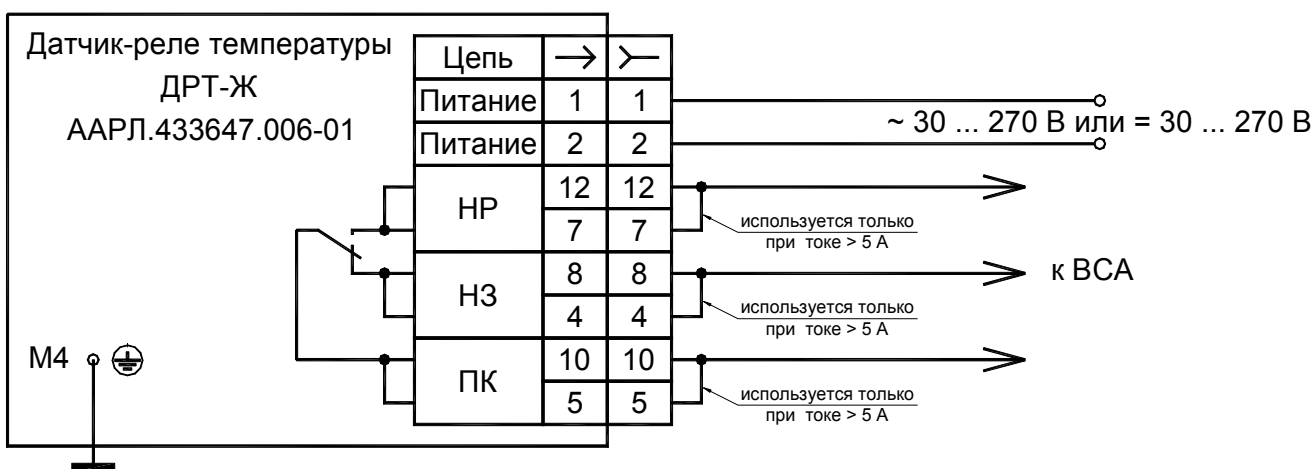 Датчик-реле температуры
ДРТ-Ж
ААРЛ.433647.006-01
Цепь
Питание 1 1
Питание 2 2
~ 30 ... 270 В или = 30 ... 270 В
НР
12 12
7 7
используется только
при токе > 5 А
НЗ
8 8
4 4
используется только
при токе > 5 А
к ВСА
ПК
10 10
5 5
используется только
при токе > 5 А
М4